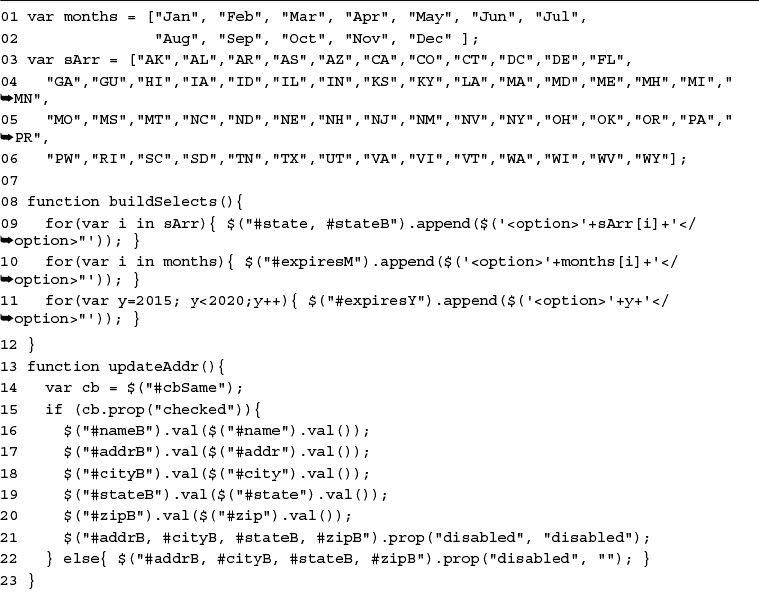 01 var months = ["Jan", "Feb", "Mar", "Apr", "May", "Jun", "Jul",
02               "Aug", "Sep", "Oct", "Nov", "Dec" ];
03 var sArr = ["AK","AL","AR","AS","AZ","CA","CO","CT","DC","DE","FL",
04   "GA","GU","HI","IA","ID","IL","IN","KS","KY","LA","MA","MD","ME","MH","MI","
➥MN",
05   "MO","MS","MT","NC","ND","NE","NH","NJ","NM","NV","NY","OH","OK","OR","PA","
➥PR",
06   "PW","RI","SC","SD","TN","TX","UT","VA","VI","VT","WA","WI","WV","WY"];
07
08 function buildSelects(){
09   for(var i in sArr){ $("#state, #stateB").append($('<option>'+sArr[i]+'</
➥option>"')); }
10   for(var i in months){ $("#expiresM").append($('<option>'+months[i]+'</
➥option>"')); }
11   for(var y=2015; y<2020;y++){ $("#expiresY").append($('<option>'+y+'</
➥option>"')); }
12 }
13 function updateAddr(){
14   var cb = $("#cbSame");
15   if (cb.prop("checked")){
16     $("#nameB").val($("#name").val());
17     $("#addrB").val($("#addr").val());
18     $("#cityB").val($("#city").val());
19     $("#stateB").val($("#state").val());
20     $("#zipB").val($("#zip").val());
21     $("#addrB, #cityB, #stateB, #zipB").prop("disabled", "disabled");
22   } else{ $("#addrB, #cityB, #stateB, #zipB").prop("disabled", ""); }
23 }